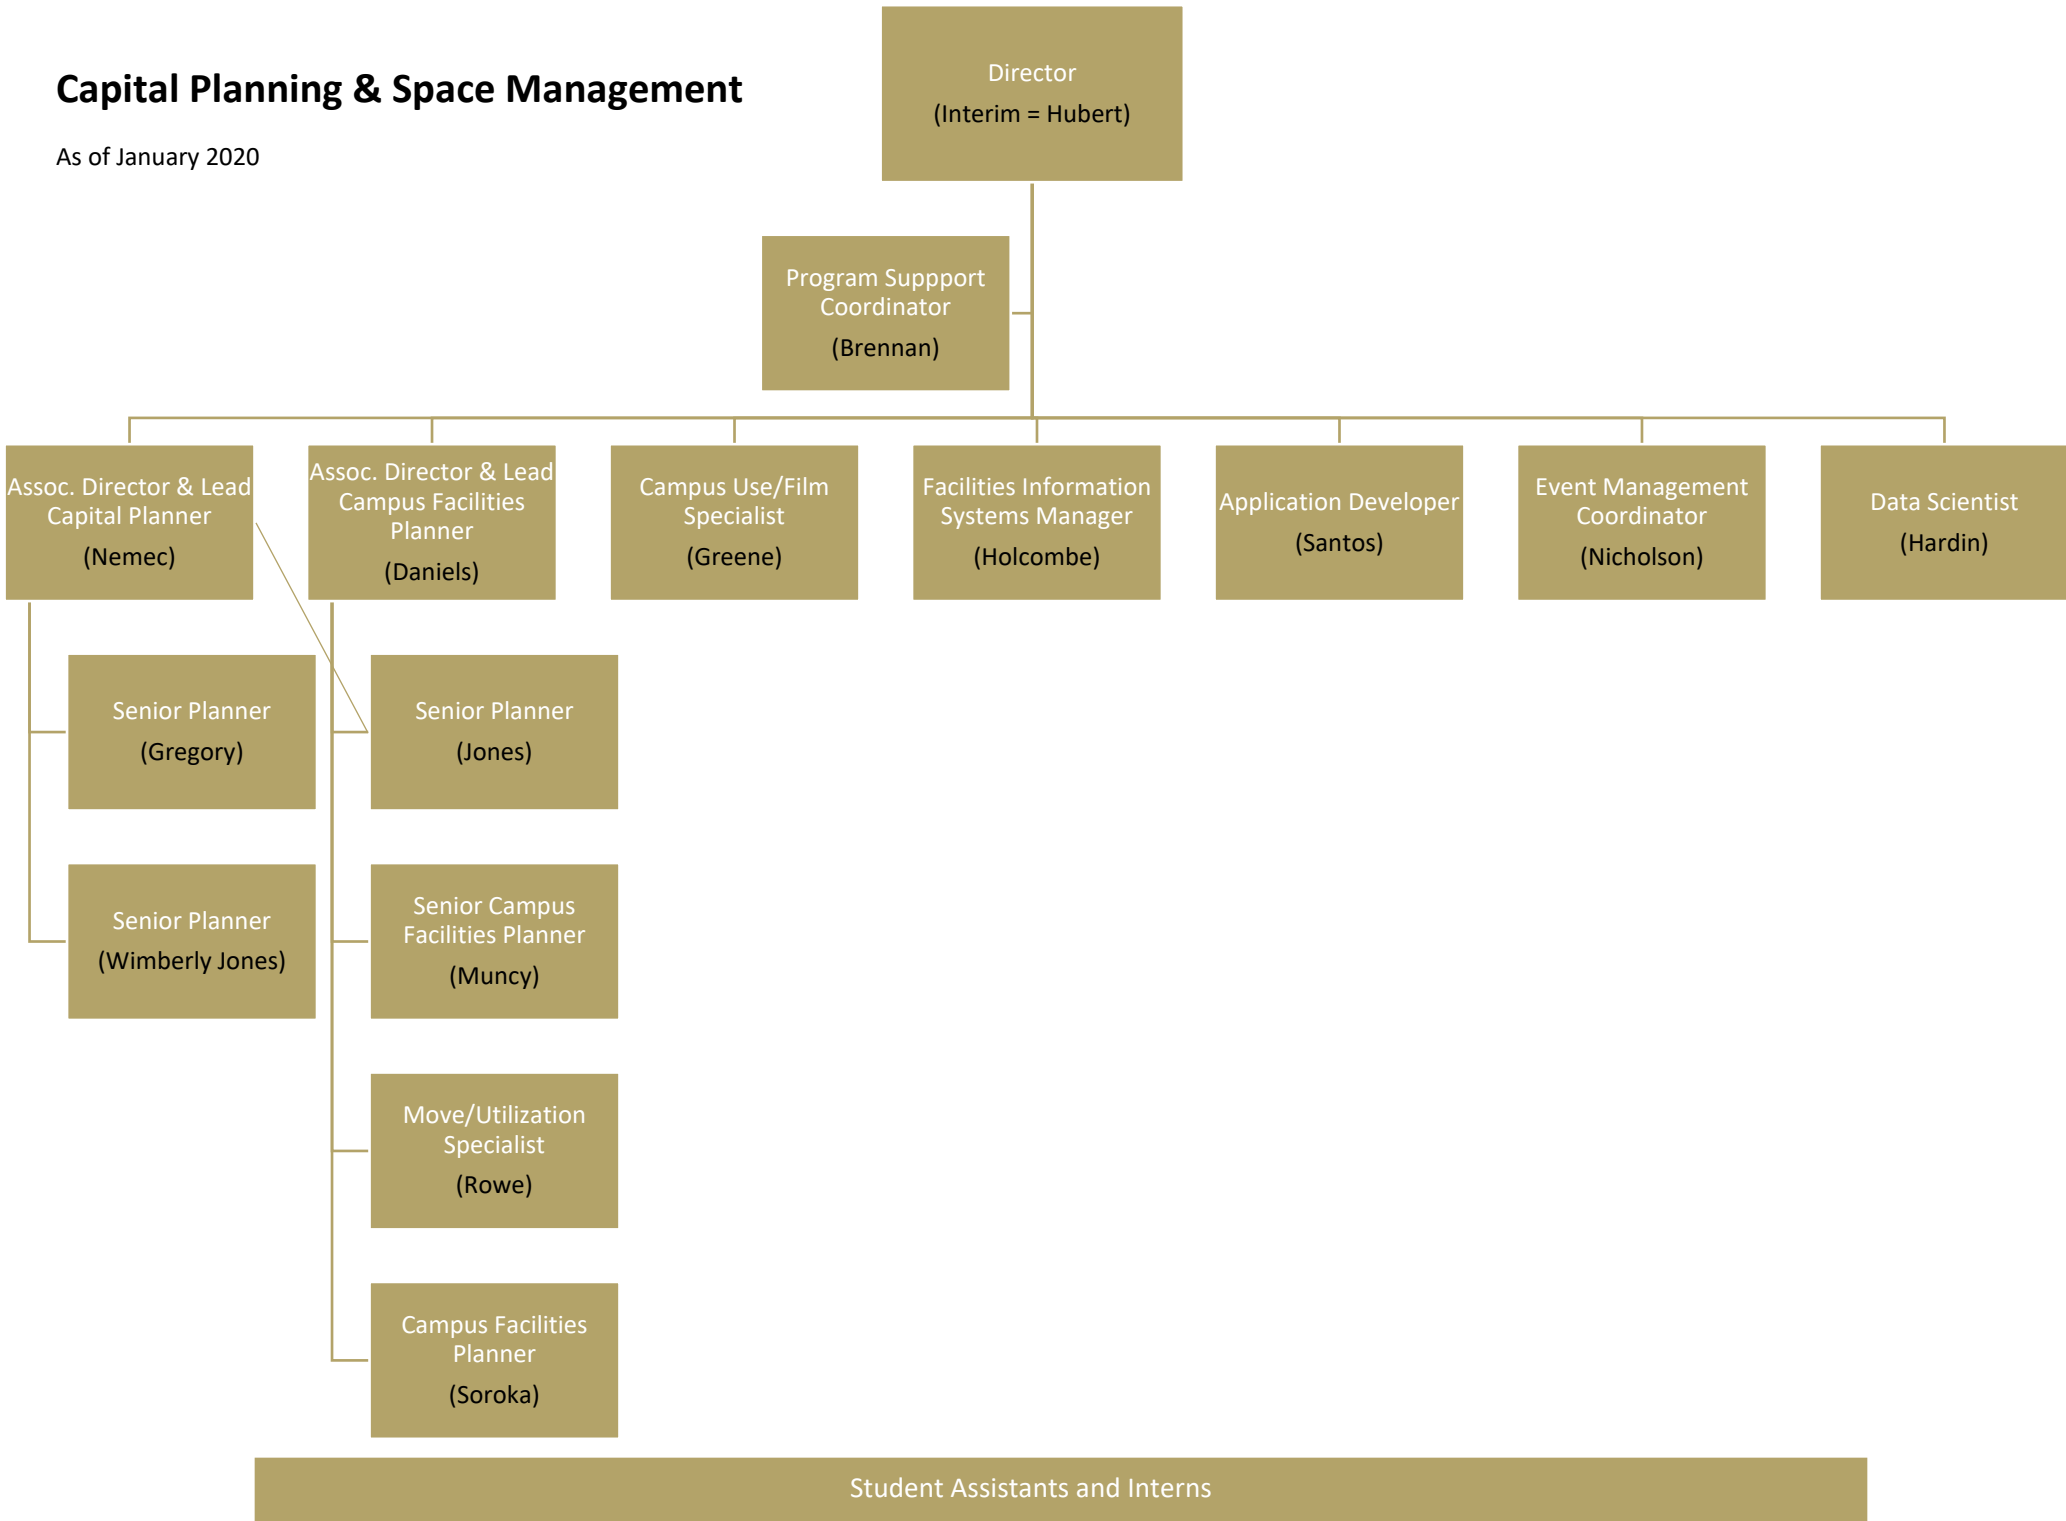 Capital Planning & Space Management
As of January 2020
Director
(Interim = Hubert)
Program Suppport
Coordinator
(Brennan)
Assoc. Director & Lead
Capital Planner
(Nemec)
Assoc. Director & Lead
Campus Facilities
Planner
(Daniels)
Campus Use/Film
Specialist
(Greene)
Facilities Information
Systems Manager
(Holcombe)
Application Developer
(Santos)
Event Management
Coordinator
(Nicholson)
Data Scientist
(Hardin)
Senior Planner
(Gregory)
Senior Planner
(Wimberly Jones)
Senior Planner
(Jones)
Senior Campus
Facilities Planner
(Muncy)
Move/Utilization
Specialist
(Rowe)
Campus Facilities
Planner
(Soroka)
Student Assistants and Interns